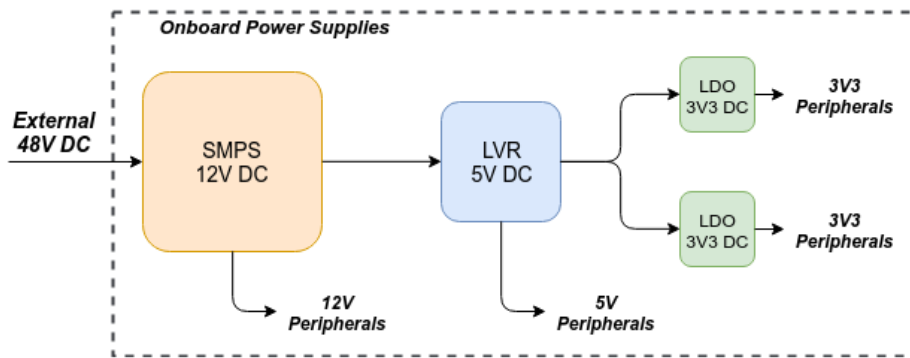 Onboard Power Supplies
External
48V DC
SMPS
12V DC
LVR
5V DC
LDO
3V3 DC
3V3
Peripherals
LDO
3V3 DC
3V3
Peripherals
12V
Peripherals
5V
Peripherals